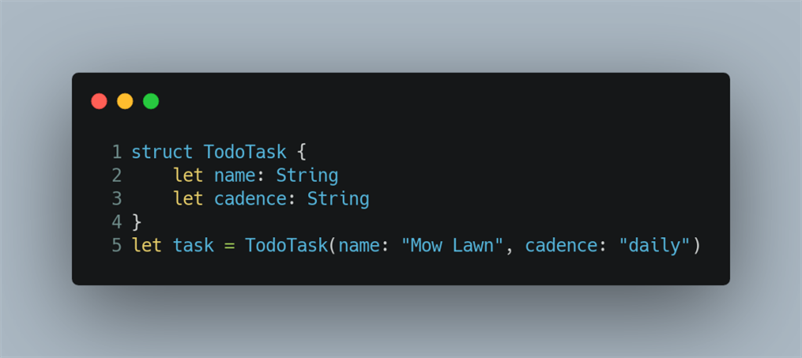 1 struct TodoTask {
2     let name: String
3     let cadence: String
4 }
5 let task = TodoTask(name: "Mow Lawn", cadence: "daily")